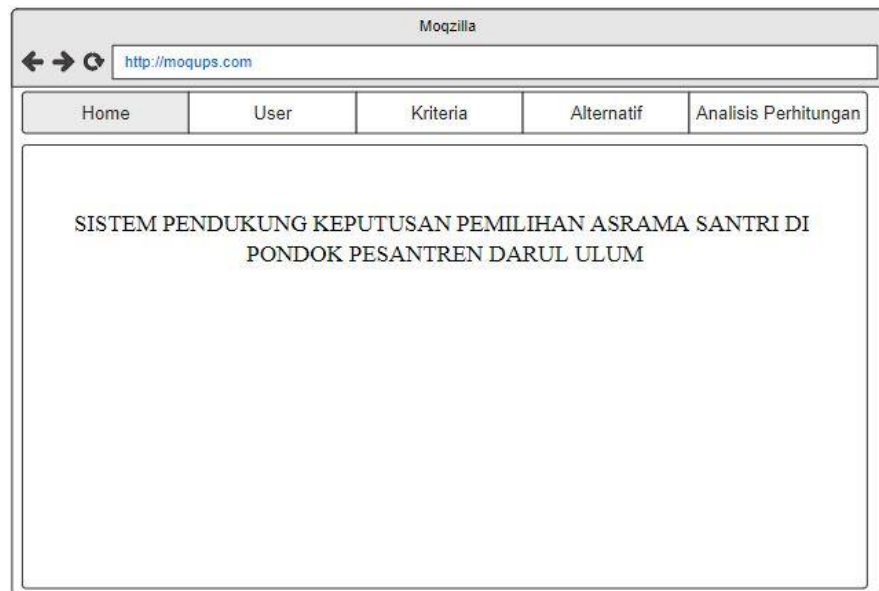 Moqzilla
http://moqups.com
Home User Kriteria Alternatif Analisis Perhitungan
SISTEM PENDUKUNG KEPUTUSAN PEMILIHAN ASRAMA SANTRI DI
PONDOK PESANTREN DARUL ULUM